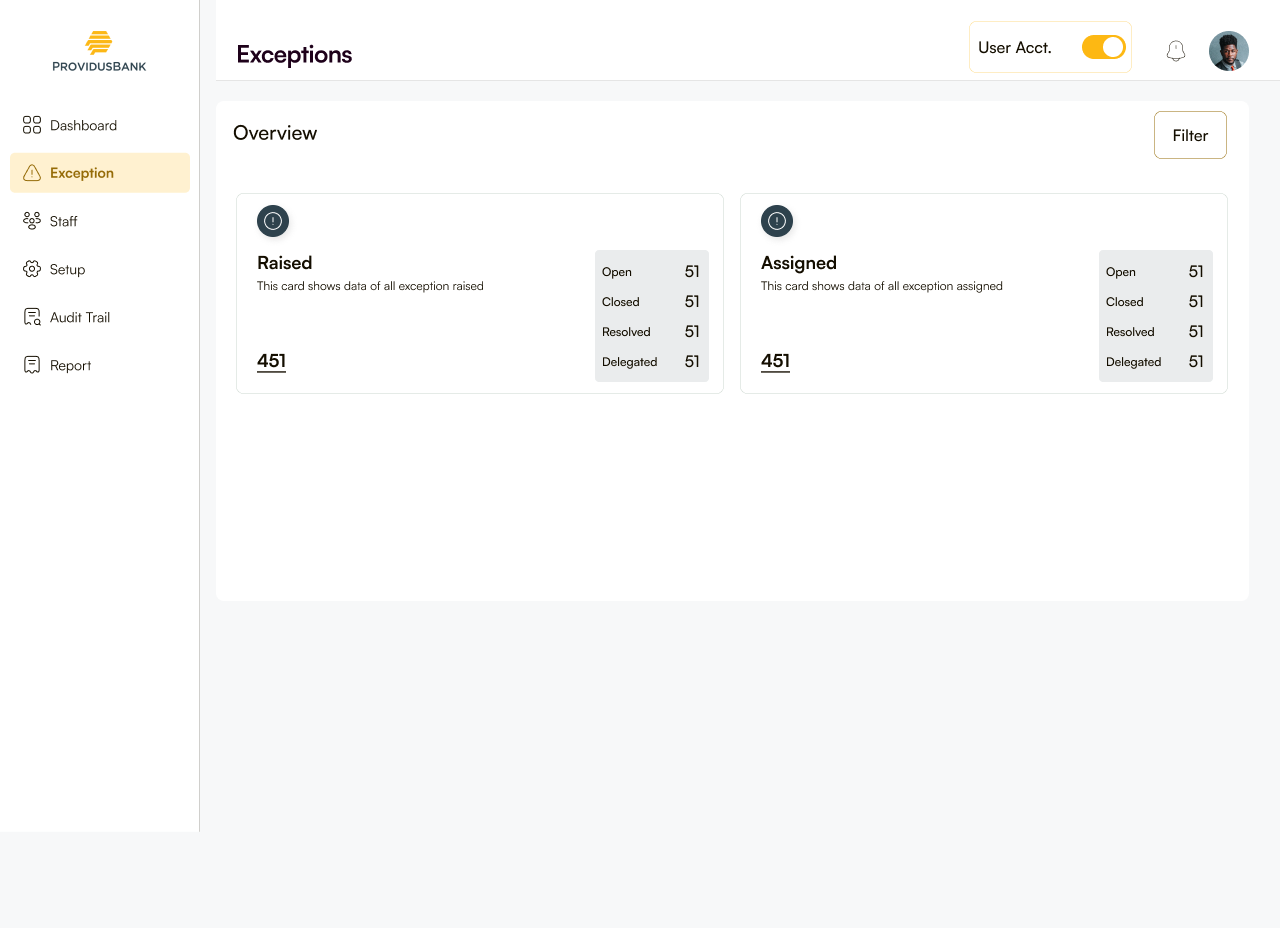 PROVIDUSBANK
Dashboard
Exception
Staff
Setup
Audit Trail
Report
Exceptions
User Acct.
Overview
Filter
Raised
This card shows data of all exception raised
451
Open 51
Closed 51
Resolved 51
Delegated 51
Assigned
This card shows data of all exception assigned
451
Open 51
Closed 51
Resolved 51
Delegated 51